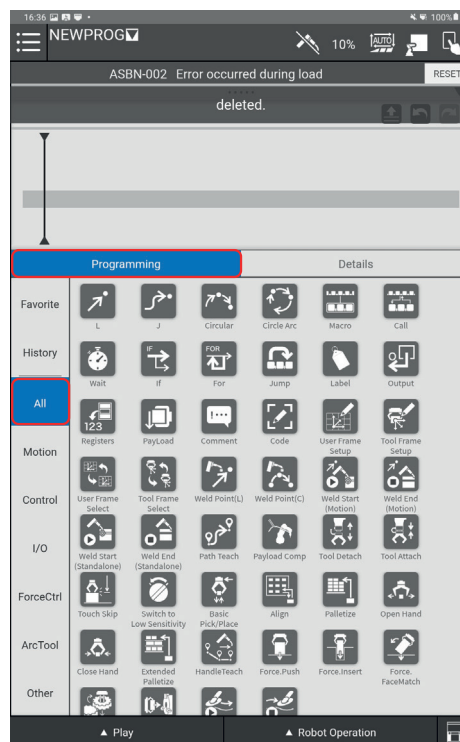 16:36 100%
NEWPROG
10% AUTO
ASBN-002 Error occurred during load RESET
deleted.
Programming Details
Favorite
History
All
Motion
Control
I/O
ForceCtrl
ArcTool
Other
L J Circular Circle Arc Macro Call
IF FOR
Wait If For Jump Label Output
123
Registers PayLoad Comment Code User Frame Setup Tool Frame Setup
User Frame Select Tool Frame Select Weld Point(L) Weld Point(C) Weld Start (Motion) Weld End (Motion)
Weld Start (Standalone) Weld End (Standalone) Path Teach Payload Comp Tool Detach Tool Attach
Touch Skip Switch to Low Sensitivity Basic Pick/Place Align Palletize Open Hand
Close Hand Extended Palletize HandleTeach Force.Push Force.Insert Force. FaceMatch
▲ Play ▲ Robot Operation